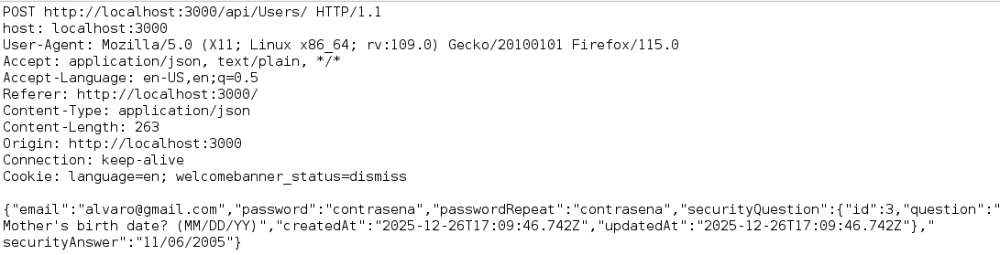 POST http://localhost:3000/api/Users/ HTTP/1.1
host: localhost:3000
User-Agent: Mozilla/5.0 (X11; Linux x86_64; rv:109.0) Gecko/20100101 Firefox/115.0
Accept: application/json, text/plain, */*
Accept-Language: en-US,en;q=0.5
Referer: http://localhost:3000/
Content-Type: application/json
Content-Length: 263
Origin: http://localhost:3000
Connection: keep-alive
Cookie: language=en; welcomebanner_status=dismiss
{"email":"alvaro@gmail.com","password":"contrasena","passwordRepeat":"contrasena","securityQuestion":{"id":3,"question":"
Mother's birth date? (MM/DD/YY)","createdAt":"2025-12-26T17:09:46.742Z","updatedAt":"2025-12-26T17:09:46.742Z"},"
securityAnswer":"11/06/2005"}